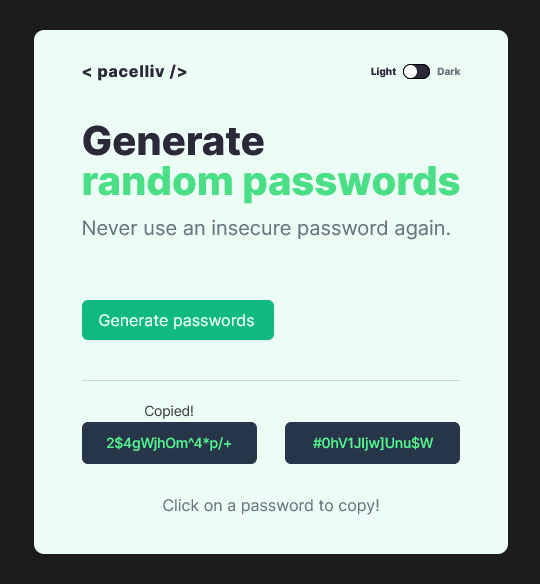 < pacelliv />
Light Dark
Generate
random passwords
Never use an insecure password again.
Generate passwords
Copied!
2$4gWjhOm^4*p/+ #0hV1JIjw]Unu$W
Click on a password to copy!